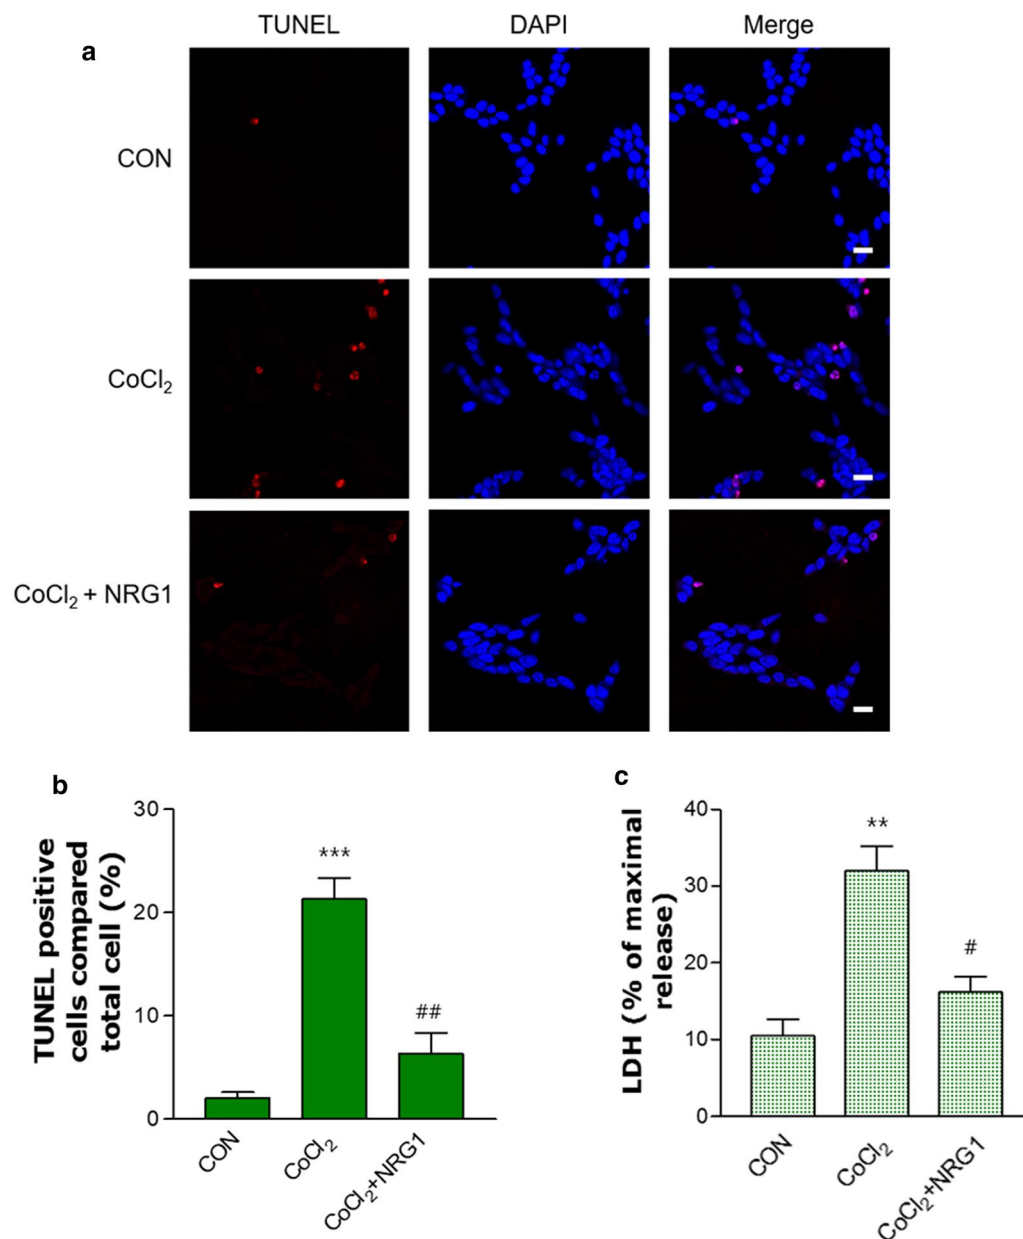 TUNEL DAPI Merge
a
CON
CoCl₂
CoCl₂ + NRG1
b
30
20
10
0
TUNEL positive
cells compared
total cell (%)
***
##
CON
CoCl₂
CoCl₂+NRG1
c
40
30
20
10
0
LDH (% of maximal
release)
**
#
CON
CoCl₂
CoCl₂+NRG1